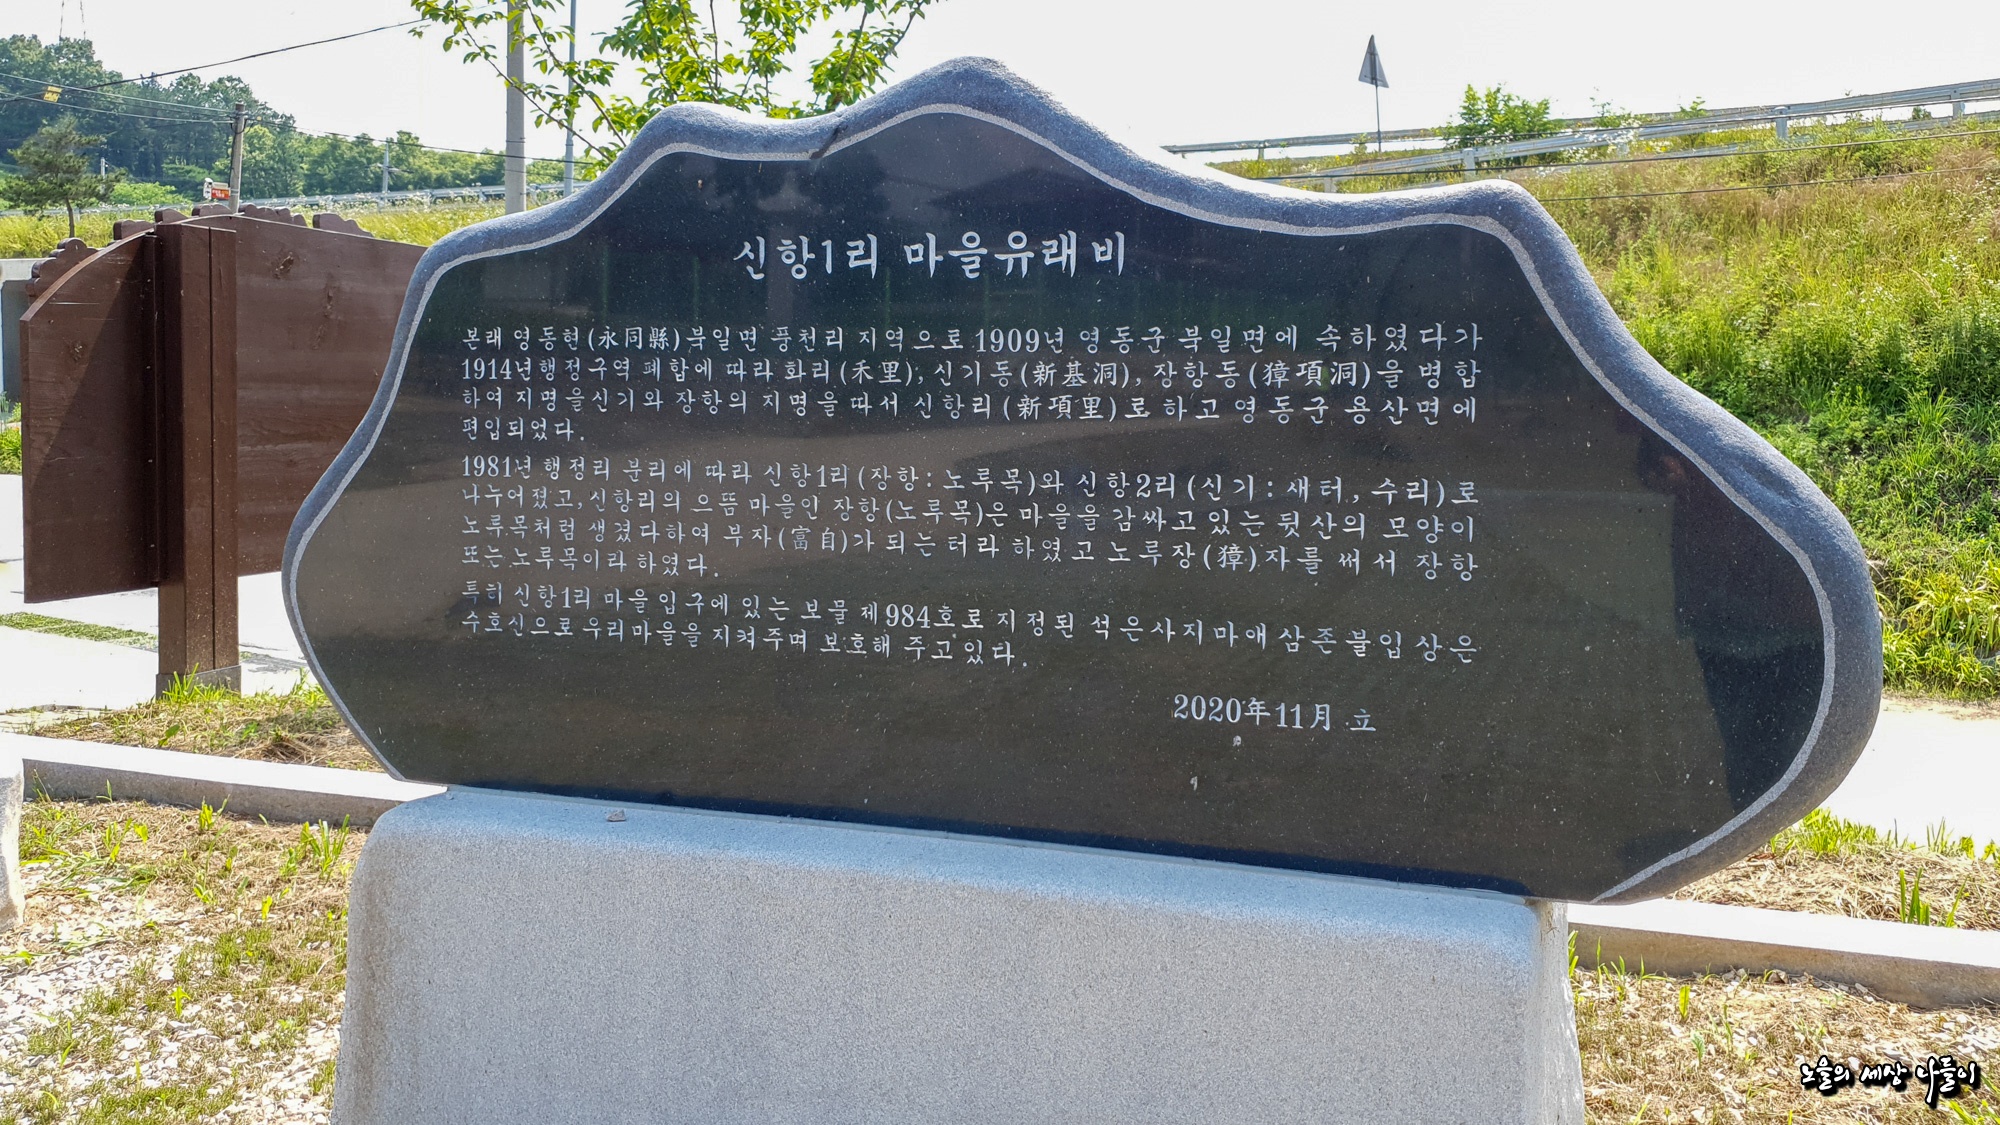 신항1리 마을유래비
본래 영동현(永同縣)북일면 풍천리 지역으로 1909년 영동군 북일면에 속하였다가
1914년행정구역 폐합에 따라 화리(禾里), 신기동(新基洞), 장항동(獐項洞)을 병합
하여 지명을신기와 장항의 지명을 따서 신항리(新項里)로 하고 영동군 용산면에
편입되었다.
1981년 행정리 분리에 따라 신항1리(장항:노루목)와 신항2리(신기:새터, 수리)로
나누어졌고, 신항리의 으뜸 마을인 장항(노루목)은 마을을 감싸고 있는 뒷산의 모양이
노루목처럼 생겼다하여 부자(富自)가 되는터라 하였고 노루장(獐)자를 써서 장항
또는노루목이라 하였다.
특히 신항1리 마을 입구에 있는 보물 제984호로 지정된 석은사지마애삼존불입상은
수호신으로 우리마을을 지켜주며 보호해 주고 있다.
2020年 11月 立
노을의 세상 나들이